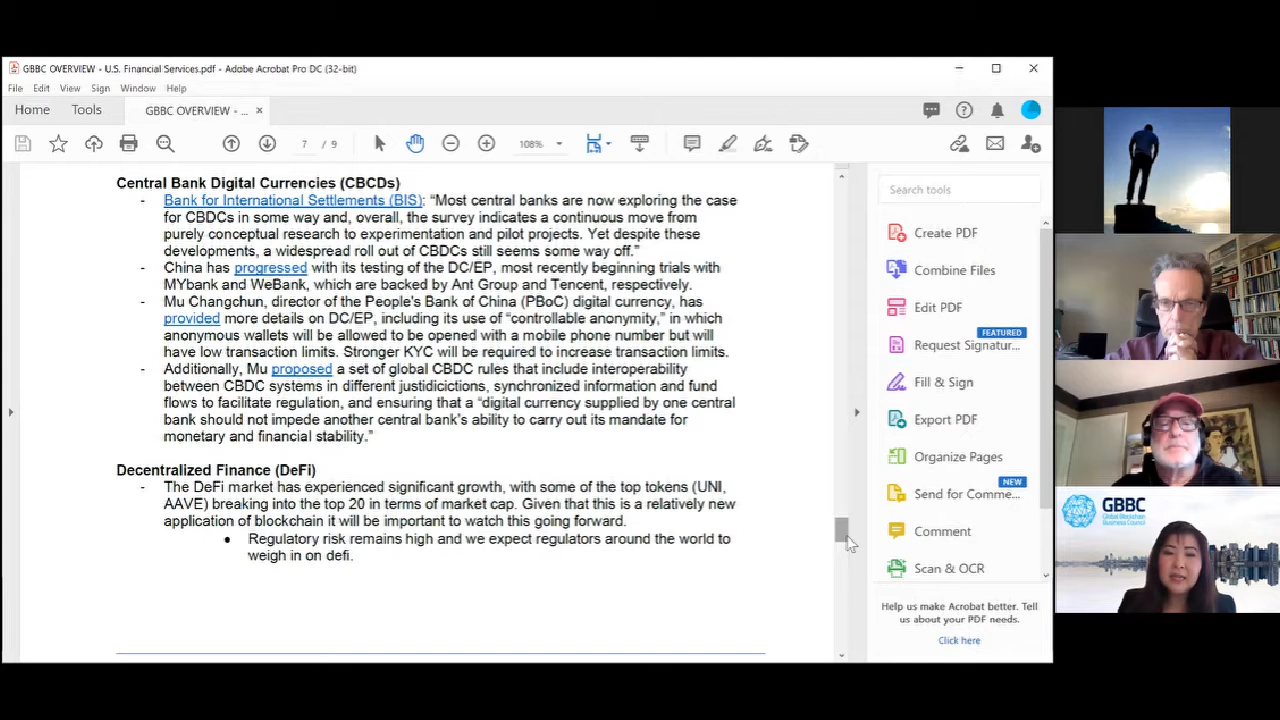 GBBC OVERVIEW - U.S. Financial Services.pdf - Adobe Acrobat Pro DC (32-bit)
File Edit View Sign Window Help
Home Tools GBBC OVERVIEW - ... ×
7 / 9 108%
Central Bank Digital Currencies (CBCDs)
- Bank for International Settlements (BIS): “Most central banks are now exploring the case
for CBDCs in some way and, overall, the survey indicates a continuous move from
purely conceptual research to experimentation and pilot projects. Yet despite these
developments, a widespread roll out of CBDCs still seems some way off.”
- China has progressed with its testing of the DC/EP, most recently beginning trials with
MYbank and WeBank, which are backed by Ant Group and Tencent, respectively.
- Mu Changchun, director of the People's Bank of China (PBoC) digital currency, has
provided more details on DC/EP, including its use of “controllable anonymity,” in which
anonymous wallets will be allowed to be opened with a mobile phone number but will
have low transaction limits. Stronger KYC will be required to increase transaction limits.
- Additionally, Mu proposed a set of global CBDC rules that include interoperability
between CBDC systems in different justidicictions, synchronized information and fund
flows to facilitate regulation, and ensuring that a “digital currency supplied by one central
bank should not impede another central bank's ability to carry out its mandate for
monetary and financial stability.”
Decentralized Finance (DeFi)
- The DeFi market has experienced significant growth, with some of the top tokens (UNI,
AAVE) breaking into the top 20 in terms of market cap. Given that this is a relatively new
application of blockchain it will be important to watch this going forward.
● Regulatory risk remains high and we expect regulators around the world to
weigh in on defi.
Search tools
Create PDF
Combine Files
Edit PDF
FEATURED
Request Signatur...
Fill & Sign
Export PDF
Organize Pages
NEW
Send for Comme...
Comment
Scan & OCR
Help us make Acrobat better. Tell
us about your PDF needs.
Click here
GBBC
Global Blockchain
Business Council